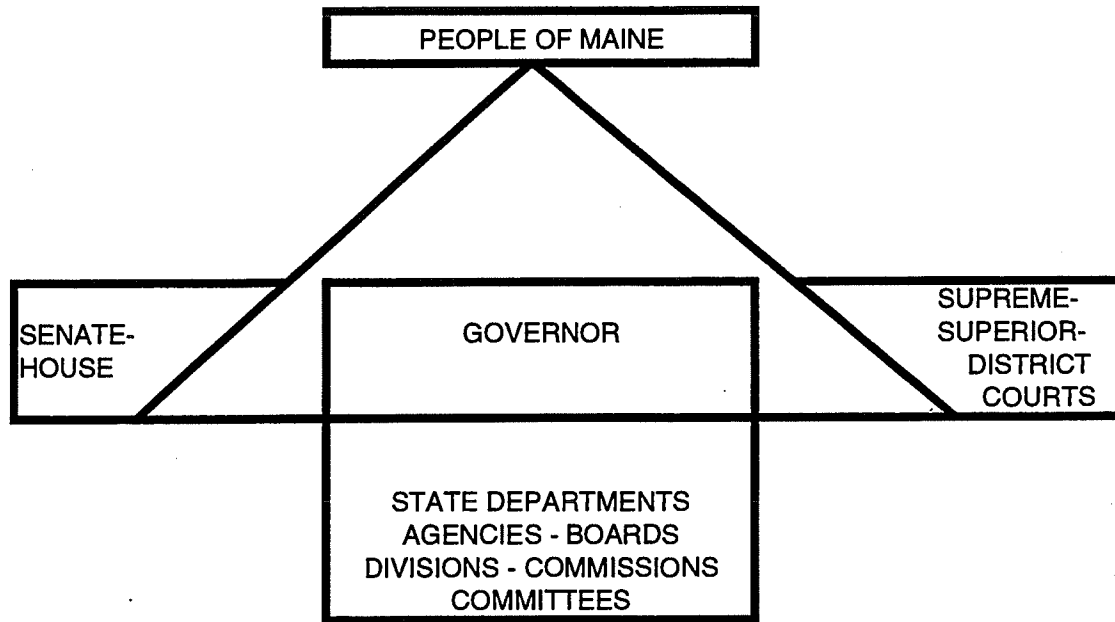 PEOPLE OF MAINE
SENATE-
HOUSE
GOVERNOR
SUPREME-
SUPERIOR-
DISTRICT
COURTS
STATE DEPARTMENTS
AGENCIES - BOARDS
DIVISIONS - COMMISSIONS
COMMITTEES